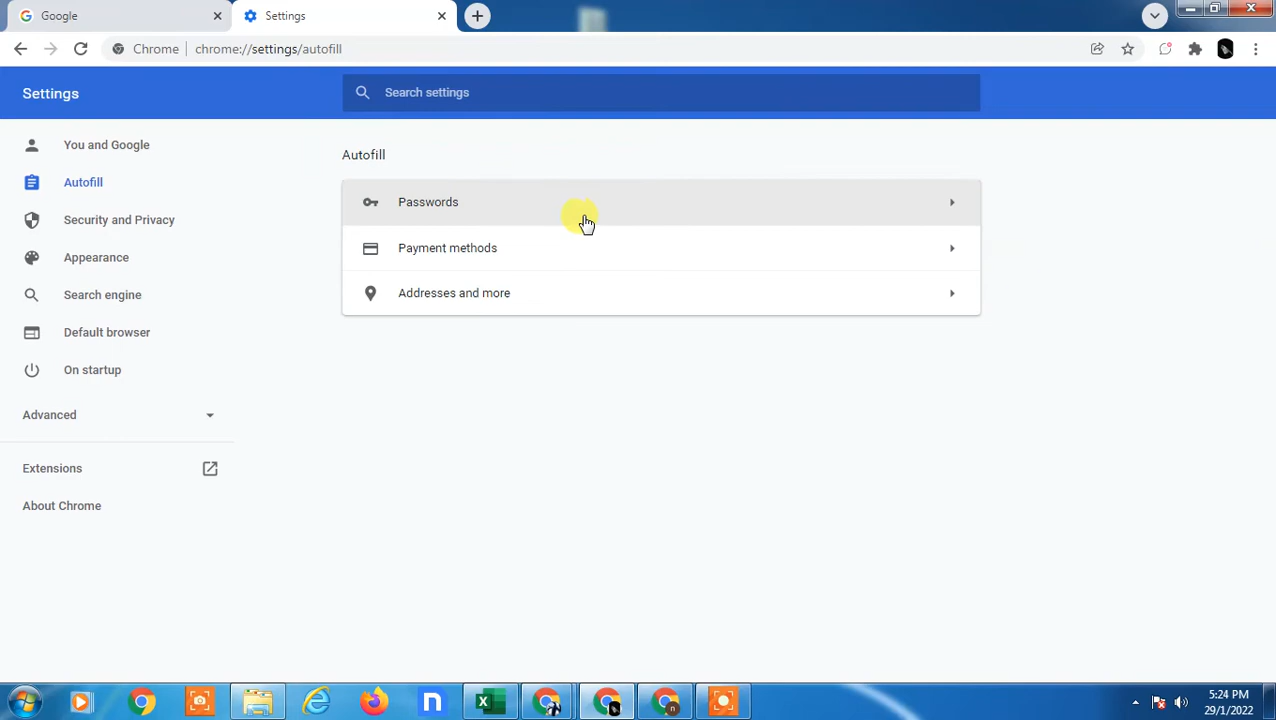 Google
Settings
Chrome
chrome://settings/autofill
Settings
Search settings
You and Google
Autofill
Security and Privacy
Appearance
Search engine
Default browser
On startup
Advanced
Extensions
About Chrome
Autofill
Passwords
Payment methods
Addresses and more
5:24 PM
29/1/2022